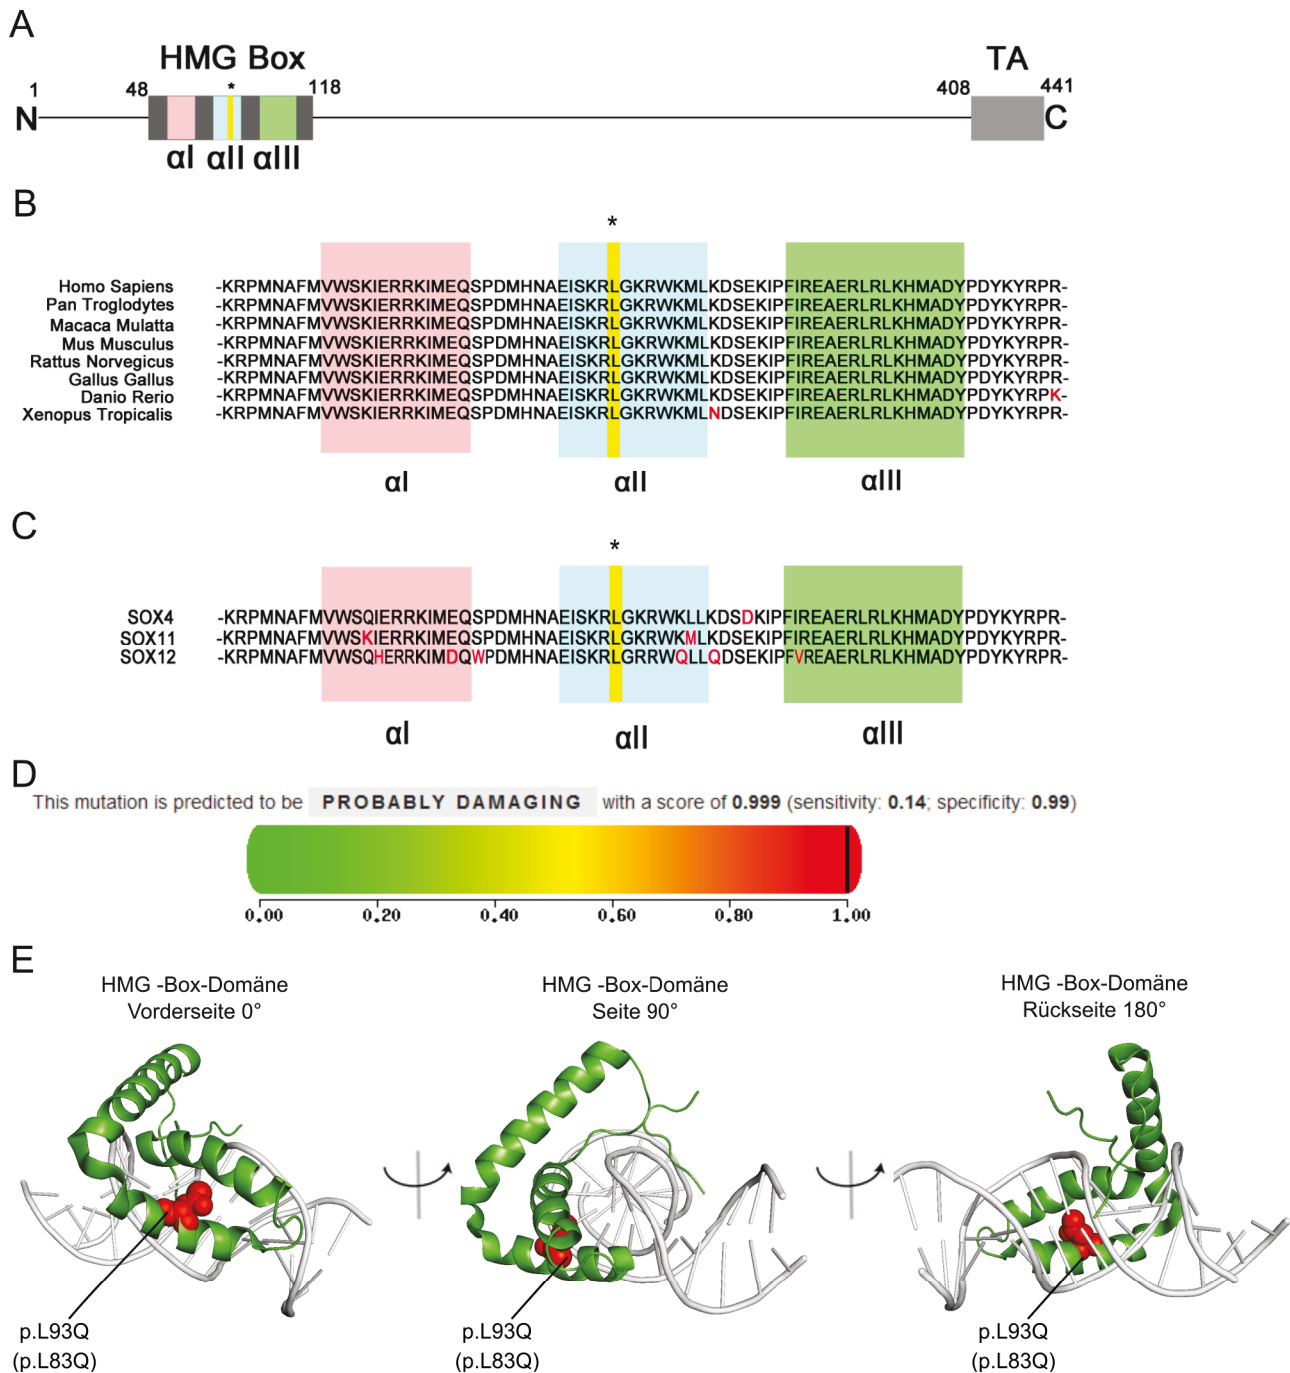 A
HMG Box
TA
1
48
*
118
408
441
N
C
αI
αII
αIII
B
*
Homo Sapiens -KRPMNAFMVWSKIERRKIMEQSPDMHNAEISKRLGKRWKMLKDSEKIPFIREAERLRLKHMADYPDYKYRPR-
Pan Troglodytes -KRPMNAFMVWSKIERRKIMEQSPDMHNAEISKRLGKRWKMLKDSEKIPFIREAERLRLKHMADYPDYKYRPR-
Macaca Mulatta -KRPMNAFMVWSKIERRKIMEQSPDMHNAEISKRLGKRWKMLKDSEKIPFIREAERLRLKHMADYPDYKYRPR-
Mus Musculus -KRPMNAFMVWSKIERRKIMEQSPDMHNAEISKRLGKRWKMLKDSEKIPFIREAERLRLKHMADYPDYKYRPR-
Rattus Norvegicus -KRPMNAFMVWSKIERRKIMEQSPDMHNAEISKRLGKRWKMLKDSEKIPFIREAERLRLKHMADYPDYKYRPR-
Gallus Gallus -KRPMNAFMVWSKIERRKIMEQSPDMHNAEISKRLGKRWKMLKDSEKIPFIREAERLRLKHMADYPDYKYRPR-
Danio Rerio -KRPMNAFMVWSKIERRKIMEQSPDMHNAEISKRLGKRWKMLKDSEKIPFIREAERLRLKHMADYPDYKYRPK-
Xenopus Tropicalis -KRPMNAFMVWSKIERRKIMEQSPDMHNAEISKRLGKRWKMLNDSEKIPFIREAERLRLKHMADYPDYKYRPR-
αI
αII
αIII
C
*
SOX4 -KRPMNAFMVWSQIERRKIMEQSPDMHNAEISKRLGKRWKLLKDSDKIPFIREAERLRLKHMADYPDYKYRPR-
SOX11 -KRPMNAFMVWSKIERRKIMEQSPDMHNAEISKRLGKRWKMLKDSEKIPFIREAERLRLKHMADYPDYKYRPR-
SOX12 -KRPMNAFMVWSQHERRKIMDQWPDMHNAEISKRLGRRWQLLQDSEKIPFVREAERLRLKHMADYPDYKYRPR-
αI
αII
αIII
D
This mutation is predicted to be PROBABLY DAMAGING with a score of 0.999 (sensitivity: 0.14; specificity: 0.99)
0.00 0.20 0.40 0.60 0.80 1.00
E
HMG -Box-Domäne
Vorderseite 0°
HMG -Box-Domäne
Seite 90°
HMG -Box-Domäne
Rückseite 180°
p.L93Q
(p.L83Q)
p.L93Q
(p.L83Q)
p.L93Q
(p.L83Q)